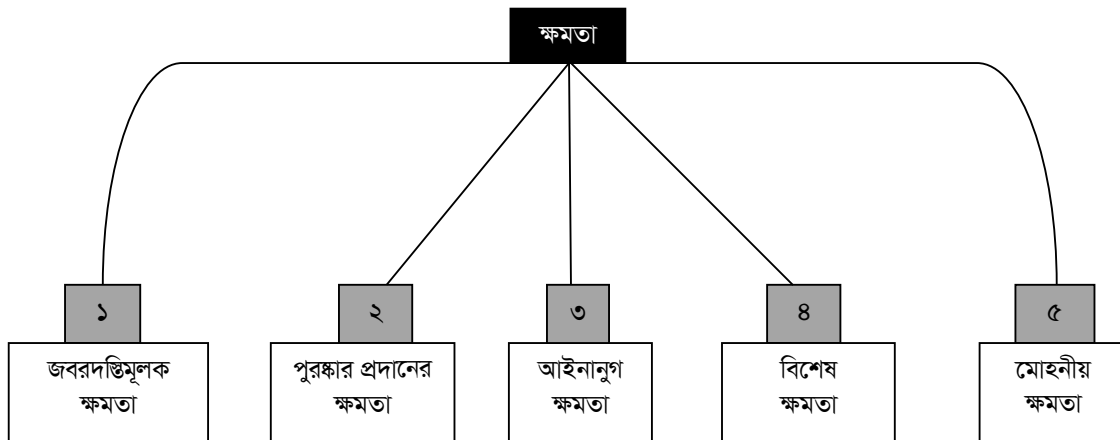 ক্ষমতা
১
জবরদস্তিমূলক
ক্ষমতা
২
পুরষ্কার প্রদানের
ক্ষমতা
৩
আইনানুগ
ক্ষমতা
৪
বিশেষ
ক্ষমতা
৫
মোহনীয়
ক্ষমতা